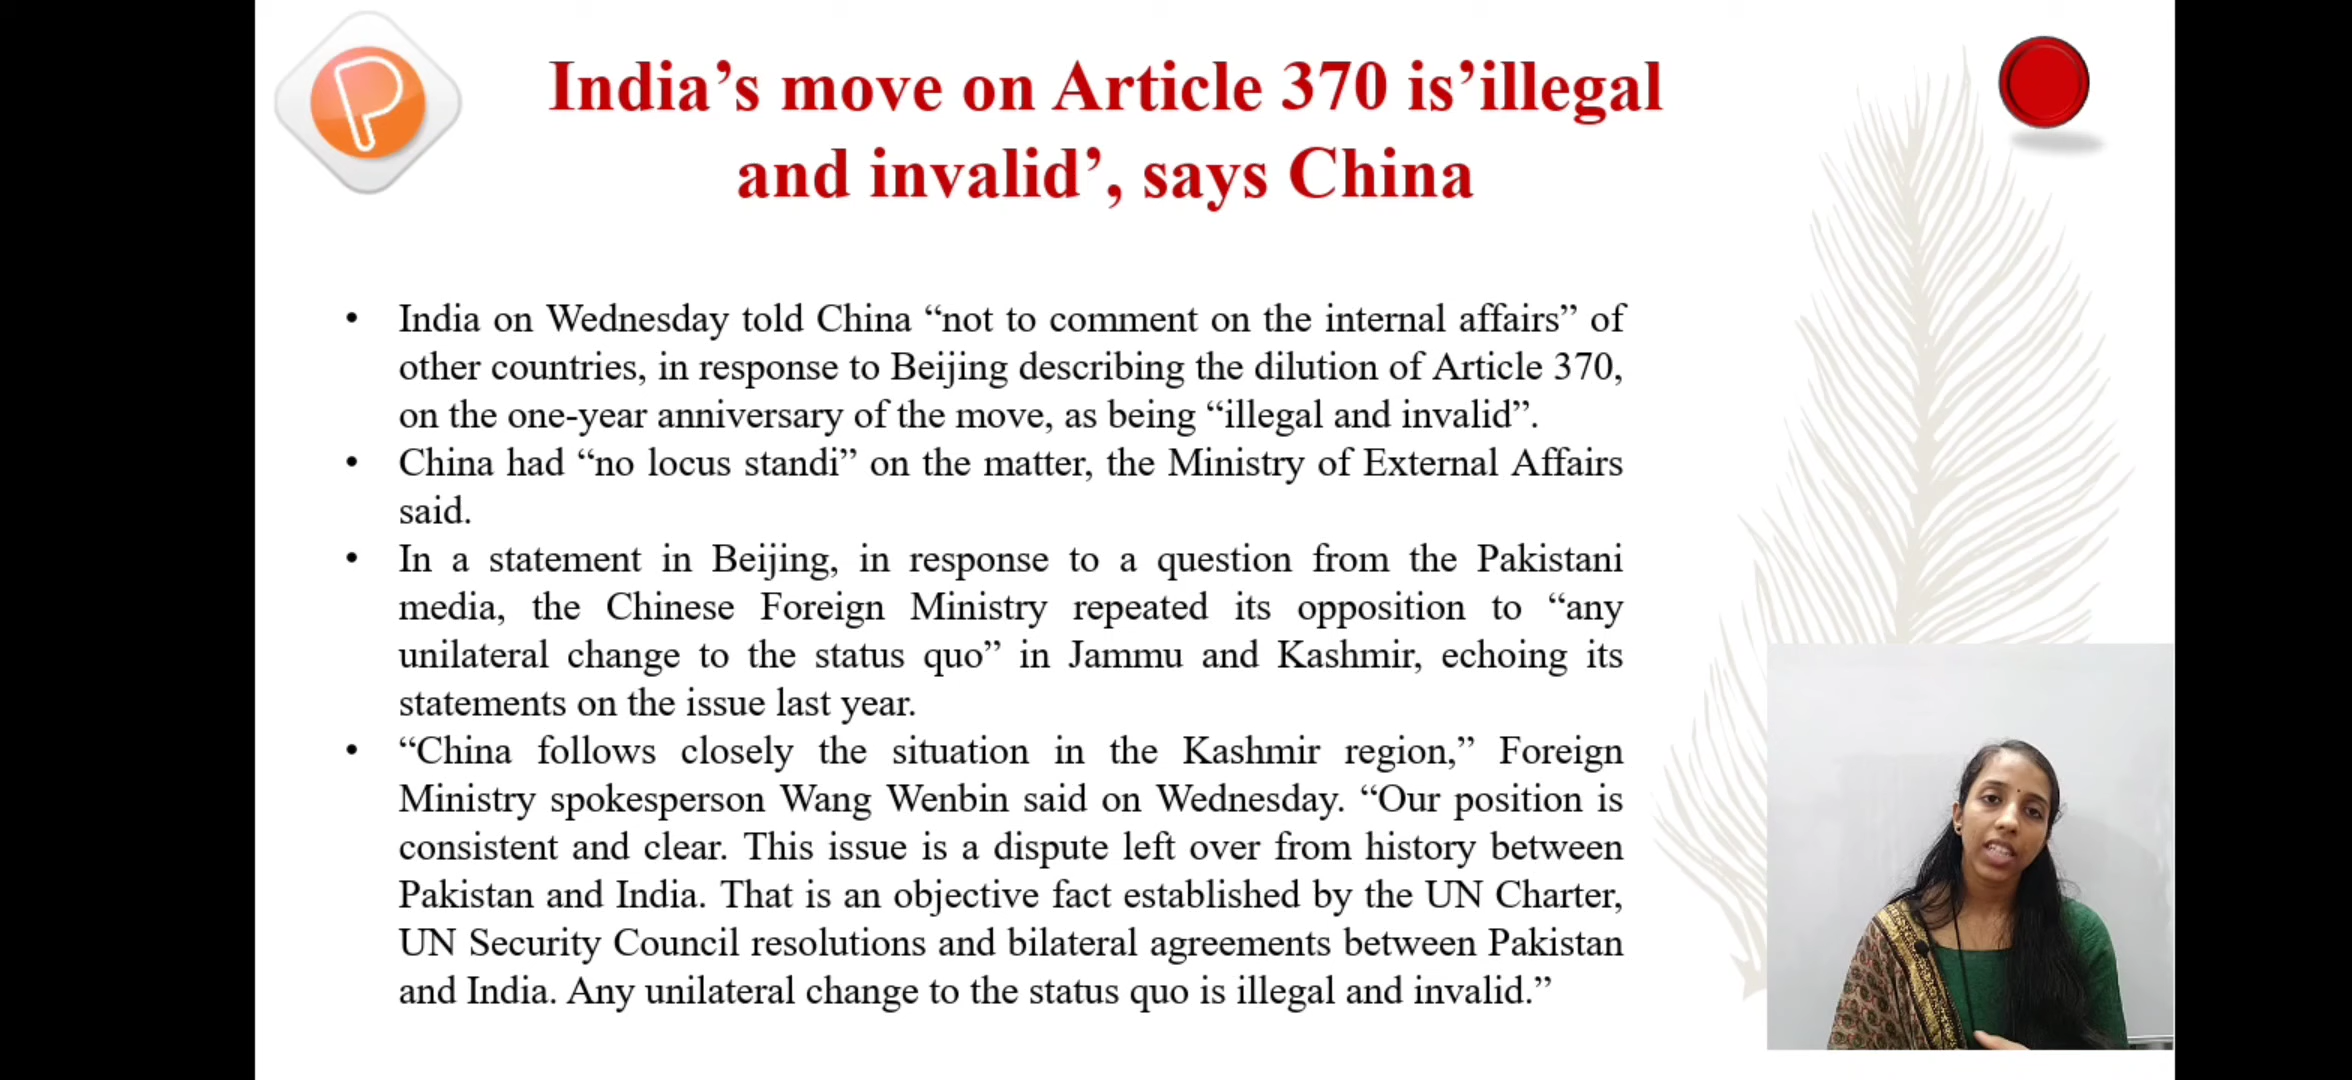 India’s move on Article 370 is’illegal
and invalid’, says China
• India on Wednesday told China “not to comment on the internal affairs” of
other countries, in response to Beijing describing the dilution of Article 370,
on the one-year anniversary of the move, as being “illegal and invalid”.
• China had “no locus standi” on the matter, the Ministry of External Affairs
said.
• In a statement in Beijing, in response to a question from the Pakistani
media, the Chinese Foreign Ministry repeated its opposition to “any
unilateral change to the status quo” in Jammu and Kashmir, echoing its
statements on the issue last year.
• “China follows closely the situation in the Kashmir region,” Foreign
Ministry spokesperson Wang Wenbin said on Wednesday. “Our position is
consistent and clear. This issue is a dispute left over from history between
Pakistan and India. That is an objective fact established by the UN Charter,
UN Security Council resolutions and bilateral agreements between Pakistan
and India. Any unilateral change to the status quo is illegal and invalid.”